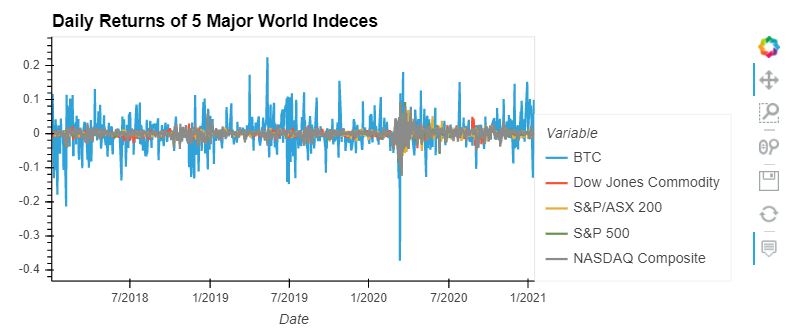 Daily Returns of 5 Major World Indeces
0.2
0.1
0
-0.1
-0.2
-0.3
-0.4
7/2018
1/2019
7/2019
1/2020
7/2020
1/2021
Date
Variable
BTC
Dow Jones Commodity
S&P/ASX 200
S&P 500
NASDAQ Composite